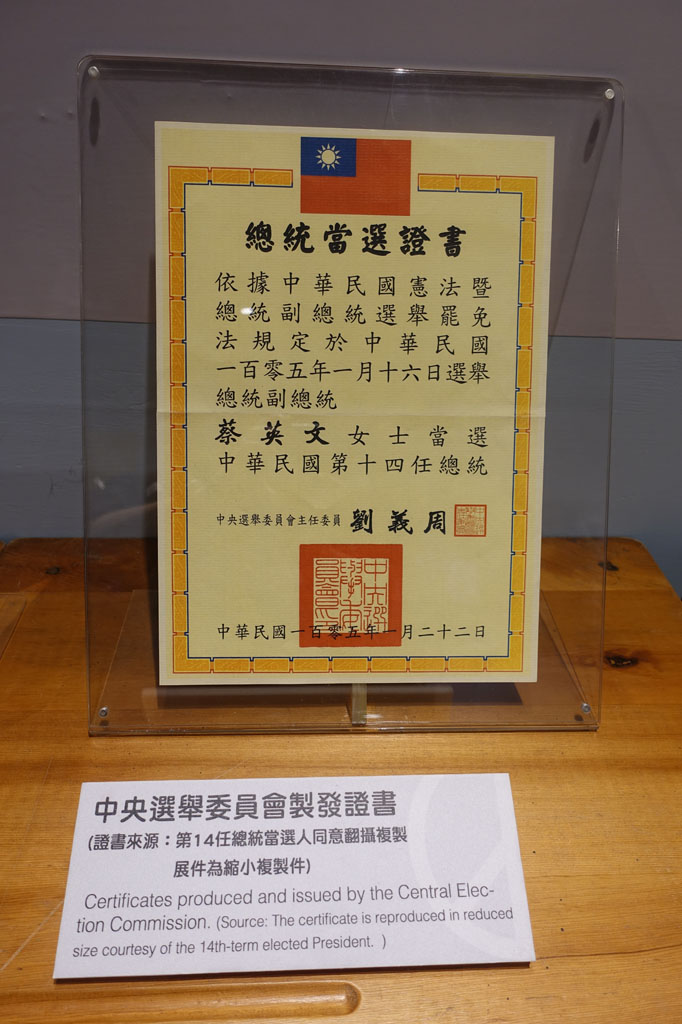 總統當選證書
依據中華民國憲法暨
總統副總統選舉罷免
法規定於中華民國
一百零五年一月十六日選舉
總統副總統
蔡英文女士當選
中華民國第十四任總統
中央選舉委員會主任委員 劉義周
中央選舉委員會印
中華民國一百零五年一月二十二日
中央選舉委員會製發證書
(證書來源：第14任總統當選人同意翻攝複製
展件為縮小複製件)
Certificates produced and issued by the Central Elec-
tion Commission. (Source: The certificate is reproduced in reduced
size courtesy of the 14th-term elected President. )